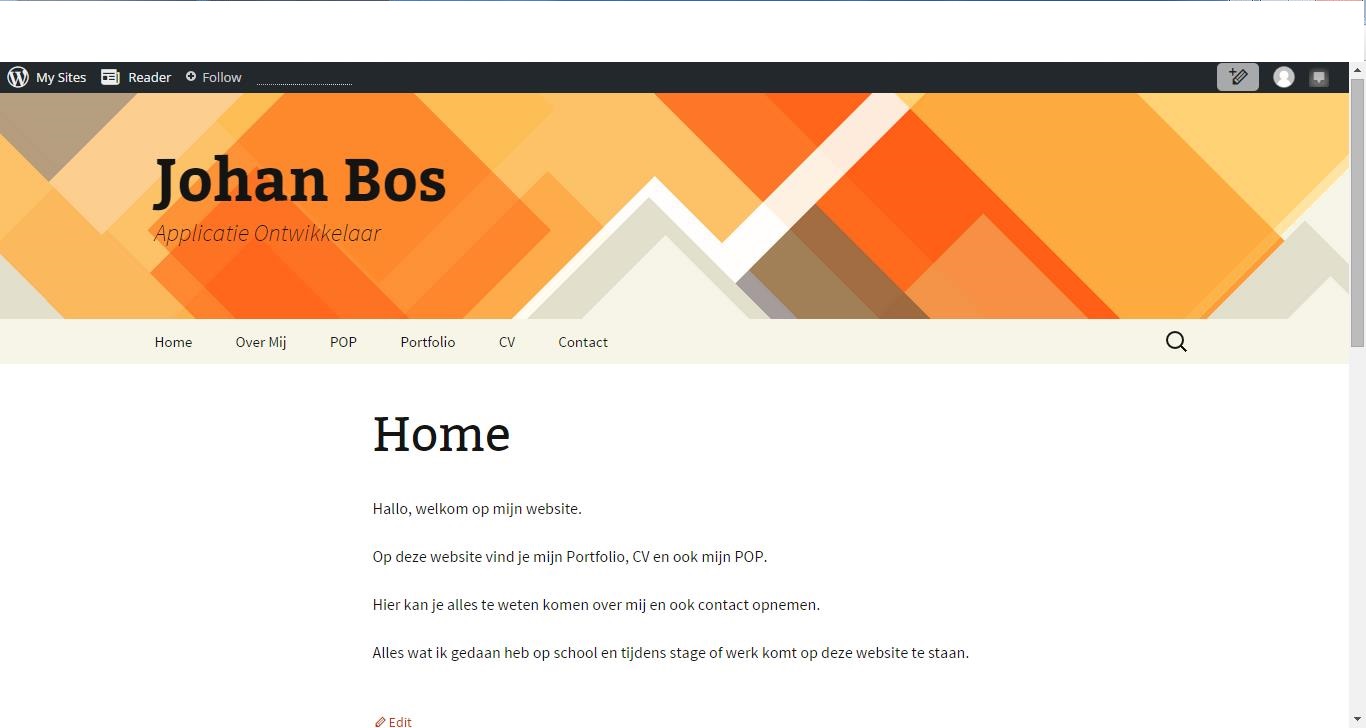 My Sites Reader Follow
Johan Bos
Applicatie Ontwikkelaar
Home Over Mij POP Portfolio CV Contact
Home
Hallo, welkom op mijn website.
Op deze website vind je mijn Portfolio, CV en ook mijn POP.
Hier kan je alles te weten komen over mij en ook contact opnemen.
Alles wat ik gedaan heb op school en tijdens stage of werk komt op deze website te staan.
Edit